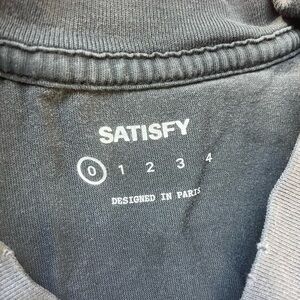 SATISFY
0 1 2 3 4
DESIGNED IN PARIS